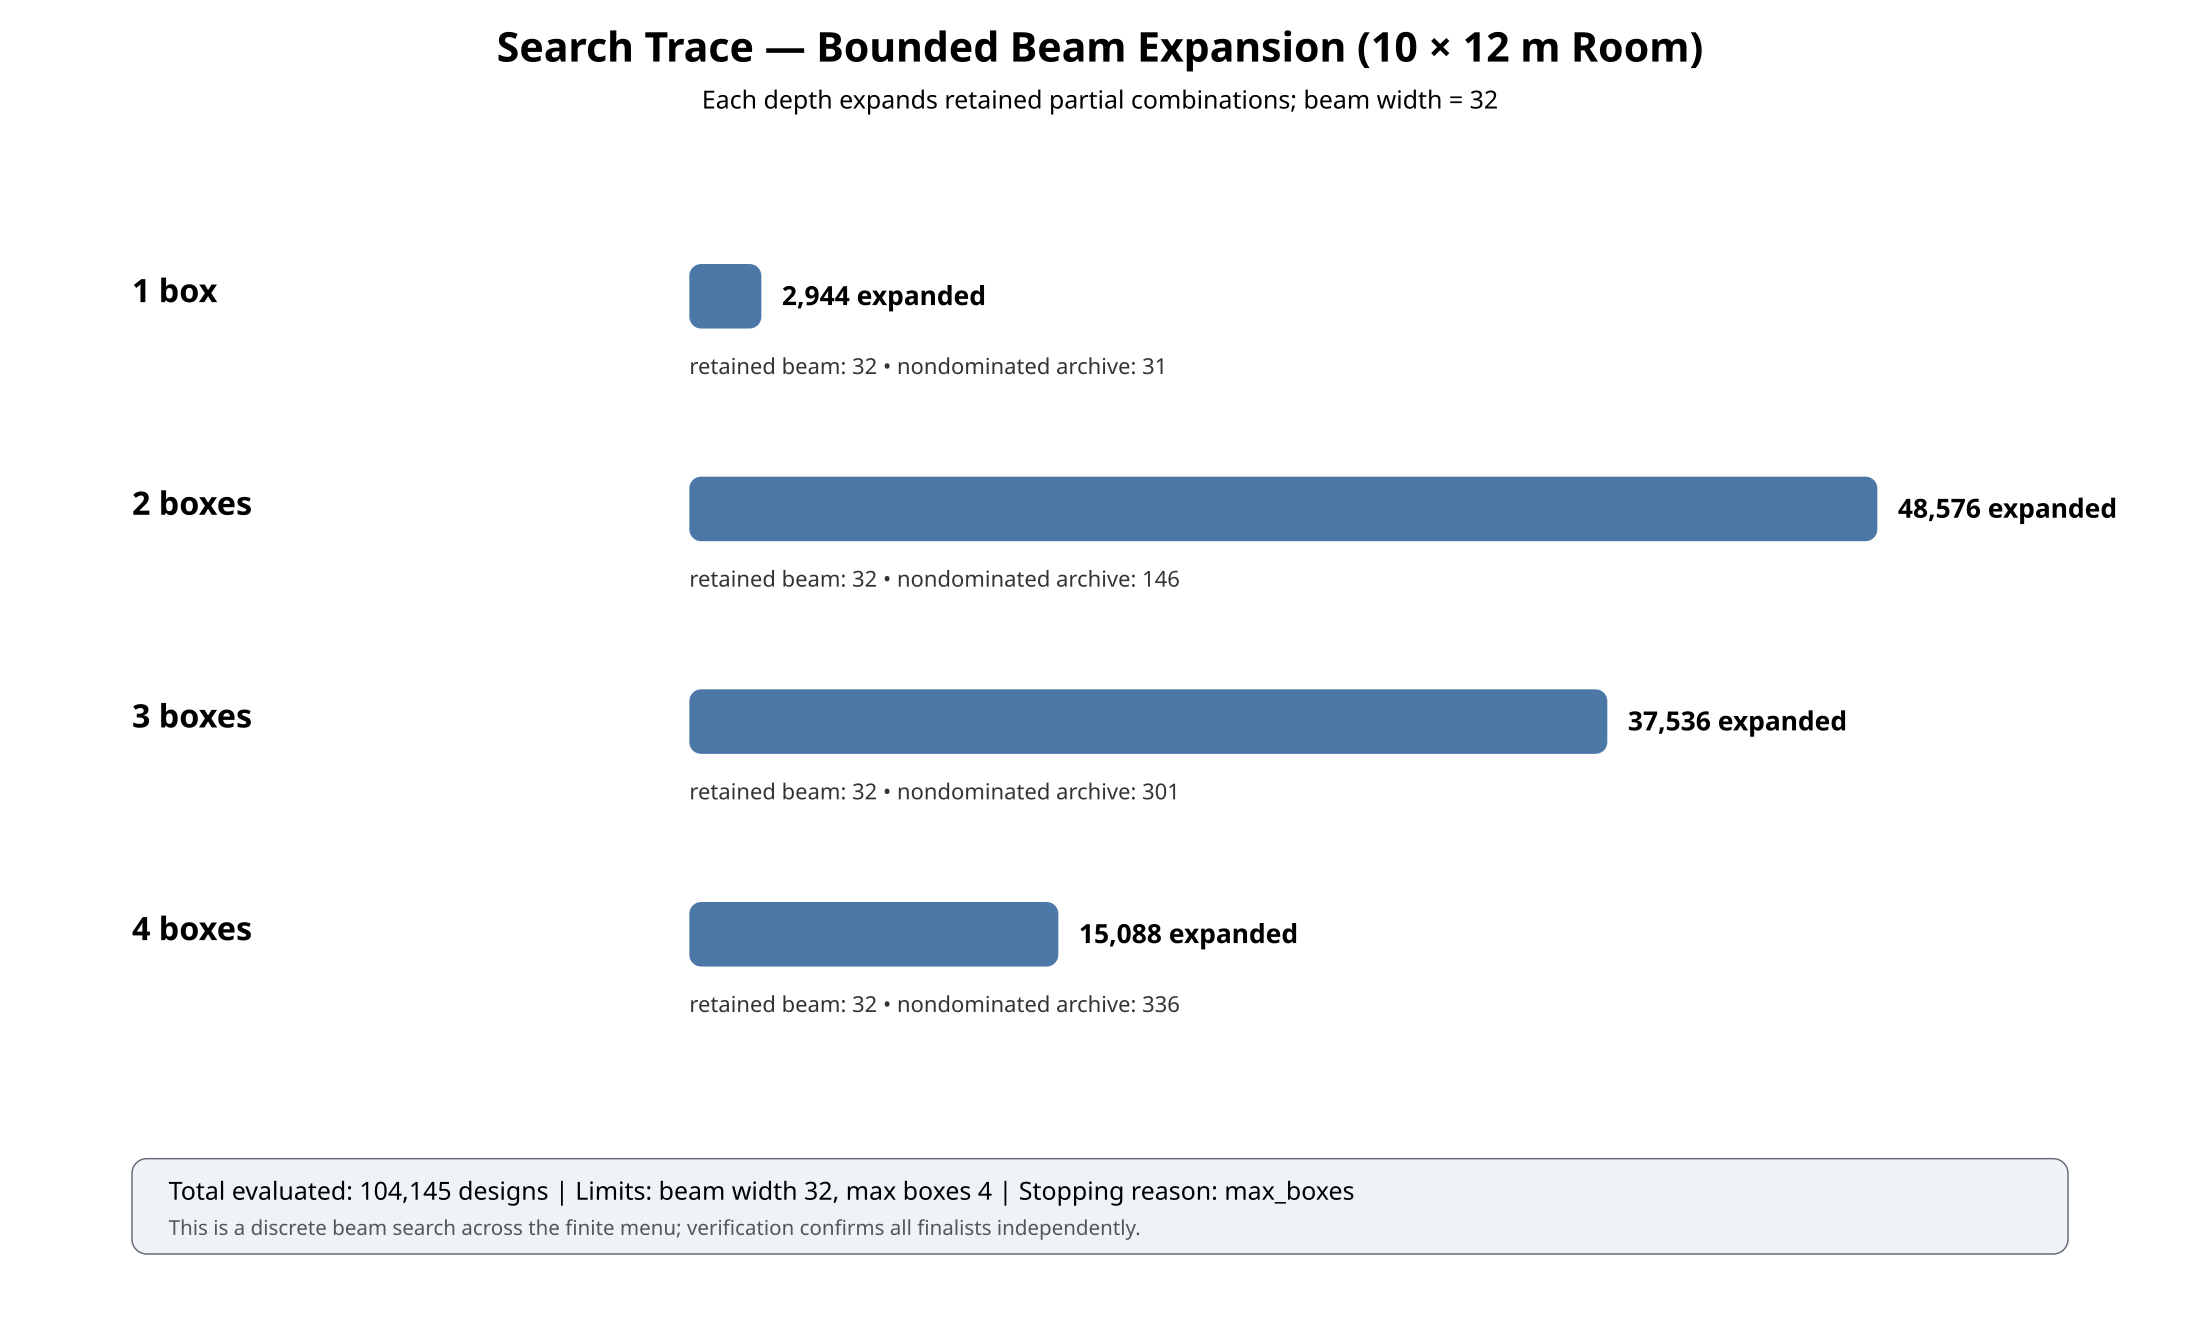 Search Trace — Bounded Beam Expansion (10 × 12 m Room)
Each depth expands retained partial combinations; beam width = 32
1 box
2,944 expanded
retained beam: 32 • nondominated archive: 31
2 boxes
48,576 expanded
retained beam: 32 • nondominated archive: 146
3 boxes
37,536 expanded
retained beam: 32 • nondominated archive: 301
4 boxes
15,088 expanded
retained beam: 32 • nondominated archive: 336
Total evaluated: 104,145 designs | Limits: beam width 32, max boxes 4 | Stopping reason: max_boxes
This is a discrete beam search across the finite menu; verification confirms all finalists independently.